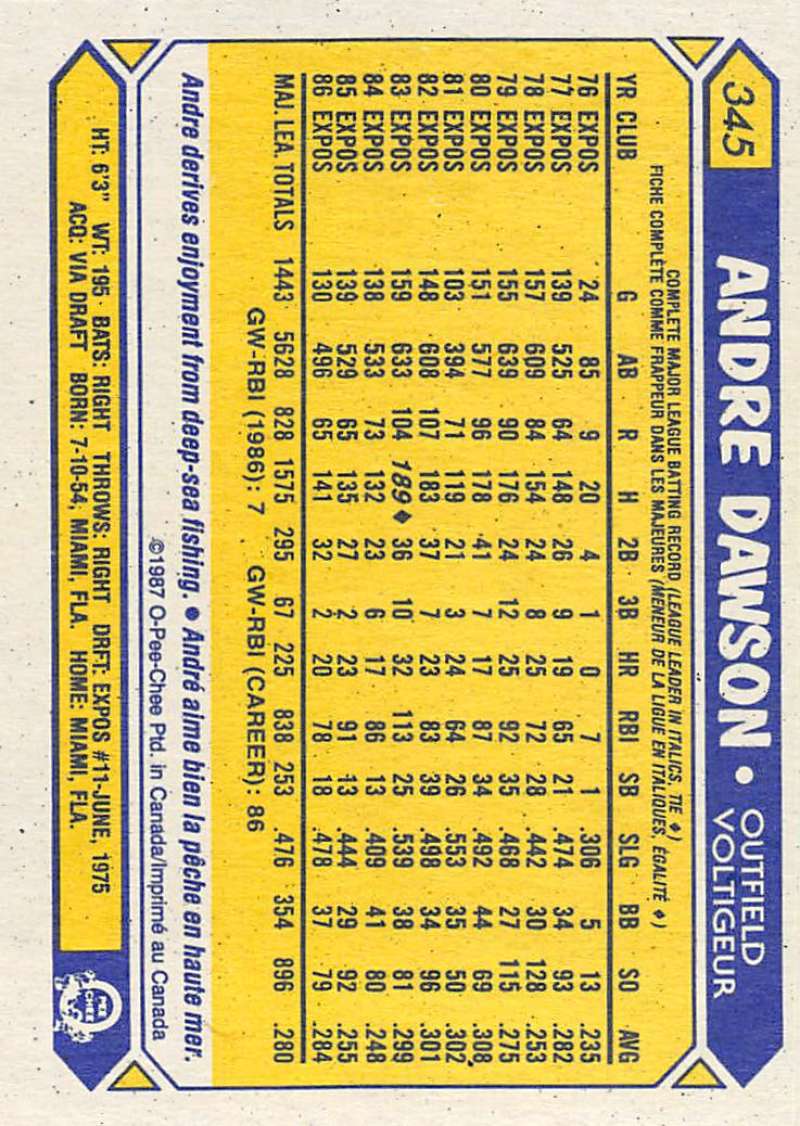 345 ANDRE DAWSON • OUTFIELD VOLTIGEUR
COMPLETE MAJOR LEAGUE BATTING RECORD (LEAGUE LEADER IN ITALICS, TIE ♦)
FICHE COMPLÈTE COMME FRAPPEUR DANS LES MAJEURES (MENEUR DE LA LIGUE EN ITALIQUES, ÉGALITÉ ♦)
YR CLUB G AB R H 2B 3B HR RBI SB SLG BB SO AVG
76 EXPOS 24 85 9 20 4 1 0 7 1 .306 5 13 .235
77 EXPOS 139 525 64 148 26 9 19 65 21 .474 34 93 .282
78 EXPOS 157 609 84 154 24 8 25 72 28 .442 30 128 .253
79 EXPOS 155 639 90 176 24 12 25 92 35 .468 27 115 .275
80 EXPOS 151 577 96 178 41 7 17 87 34 .492 44 69 .308
81 EXPOS 103 394 71 119 21 3 24 64 26 .553 35 50 .302
82 EXPOS 148 608 107 183 37 7 23 83 39 .498 34 96 .301
83 EXPOS 159 633 104 189♦ 36 10 32 113 25 .539 38 81 .299
84 EXPOS 138 533 73 132 23 6 17 86 13 .409 41 80 .248
85 EXPOS 139 529 65 135 27 2 23 91 13 .444 29 92 .255
86 EXPOS 130 496 65 141 32 2 20 78 18 .478 37 79 .284
MAJ. LEA. TOTALS 1443 5628 828 1575 295 67 225 838 253 .476 354 896 .280
GW-RBI (1986): 7 GW-RBI (CAREER): 86
Andre derives enjoyment from deep-sea fishing. • André aime bien la pêche en haute mer.
©1987 O-Pee-Chee Ptd. in Canada/Imprimé au Canada
HT: 6'3" WT: 195 BATS: RIGHT THROWS: RIGHT DRFT: EXPOS #11-JUNE, 1975
ACQ: VIA DRAFT BORN: 7-10-54, MIAMI, FLA. HOME: MIAMI, FLA.
O
PEE
CHEE